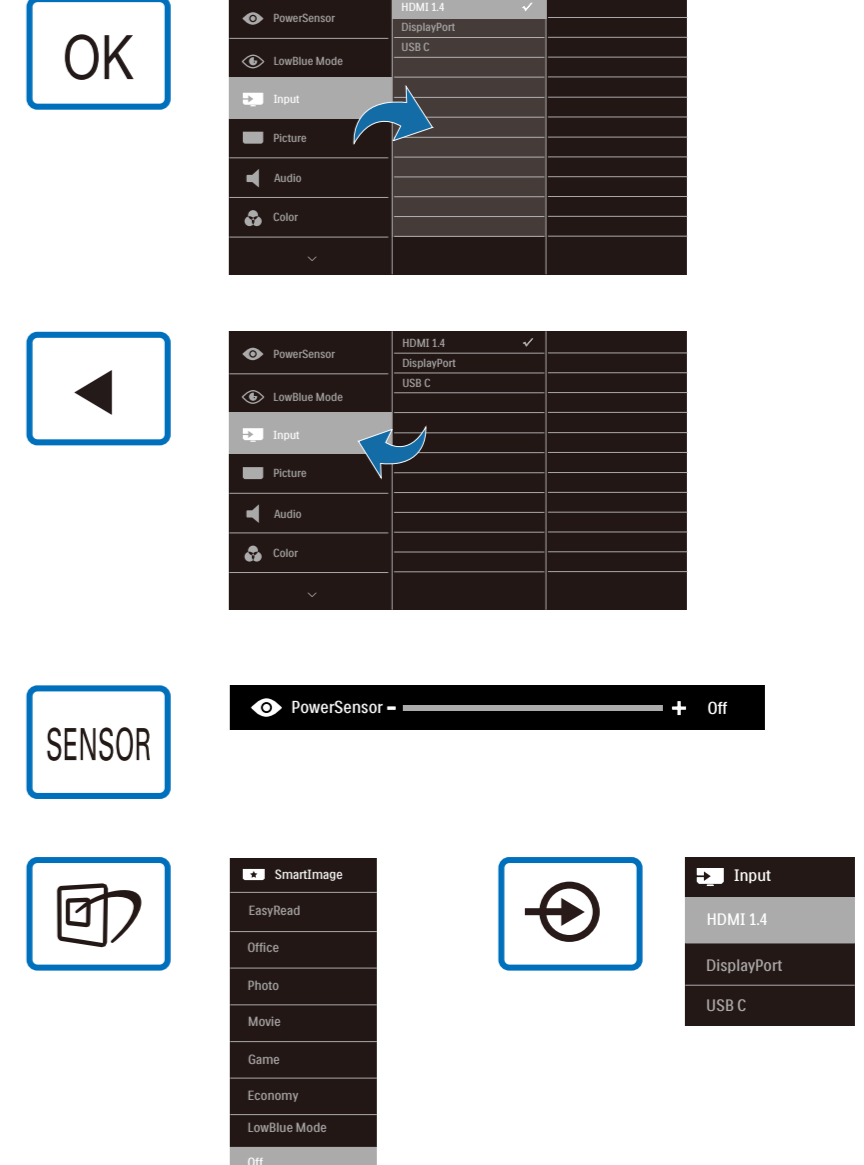 OK
PowerSensor
LowBlue Mode
Input
Picture
Audio
Color
HDMI 1.4
DisplayPort
USB C
PowerSensor
LowBlue Mode
Input
Picture
Audio
Color
HDMI 1.4
DisplayPort
USB C
SENSOR
PowerSensor - + Off
SmartImage
EasyRead
Office
Photo
Movie
Game
Economy
LowBlue Mode
Off
Input
HDMI 1.4
DisplayPort
USB C